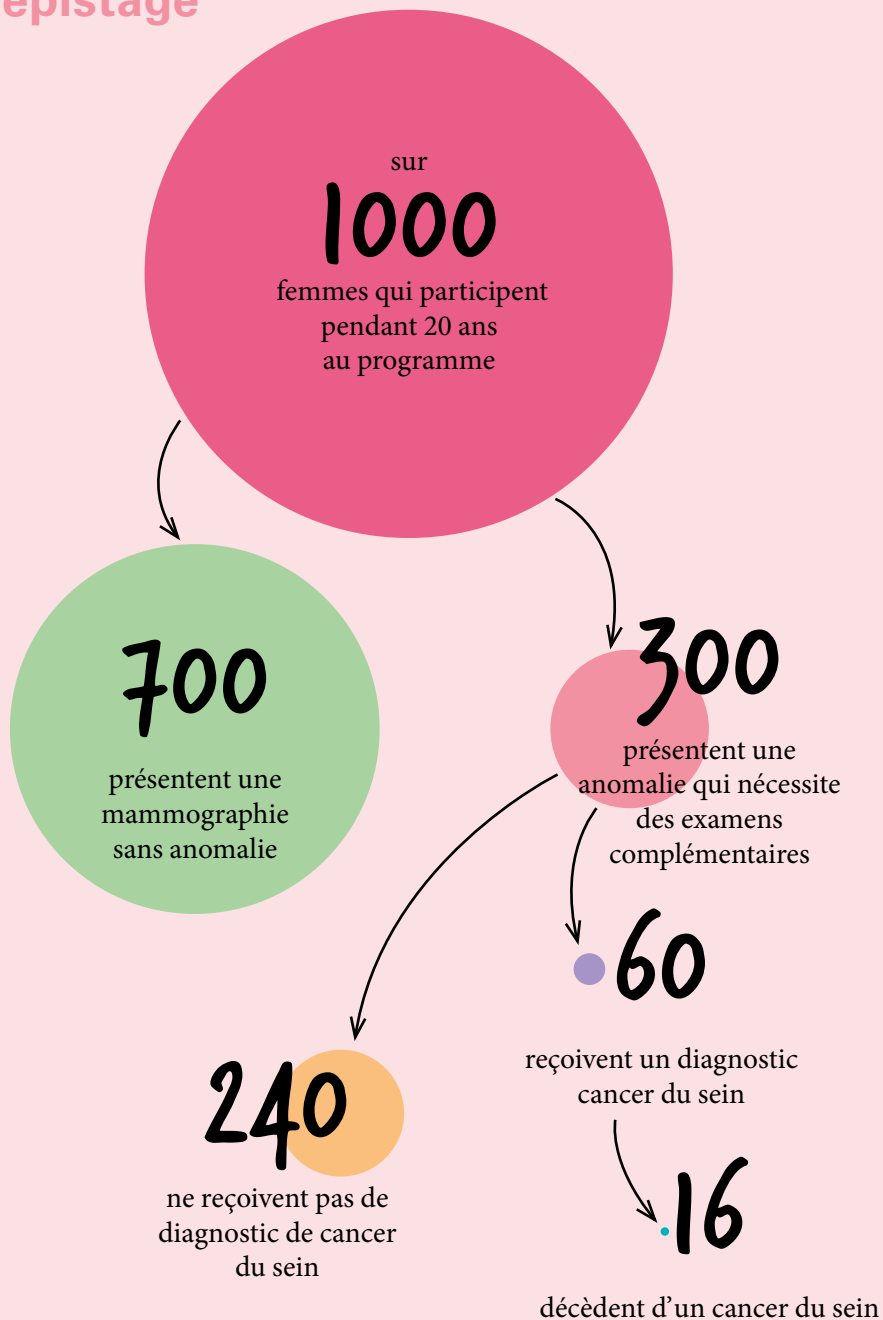 épistage
sur
1000
femmes qui participent
pendant 20 ans
au programme
700
présentent une
mammographie
sans anomalie
300
présentent une
anomalie qui nécessite
des examens
complémentaires
60
reçoivent un diagnostic
cancer du sein
240
ne reçoivent pas de
diagnostic de cancer
du sein
16
décèdent d’un cancer du sein